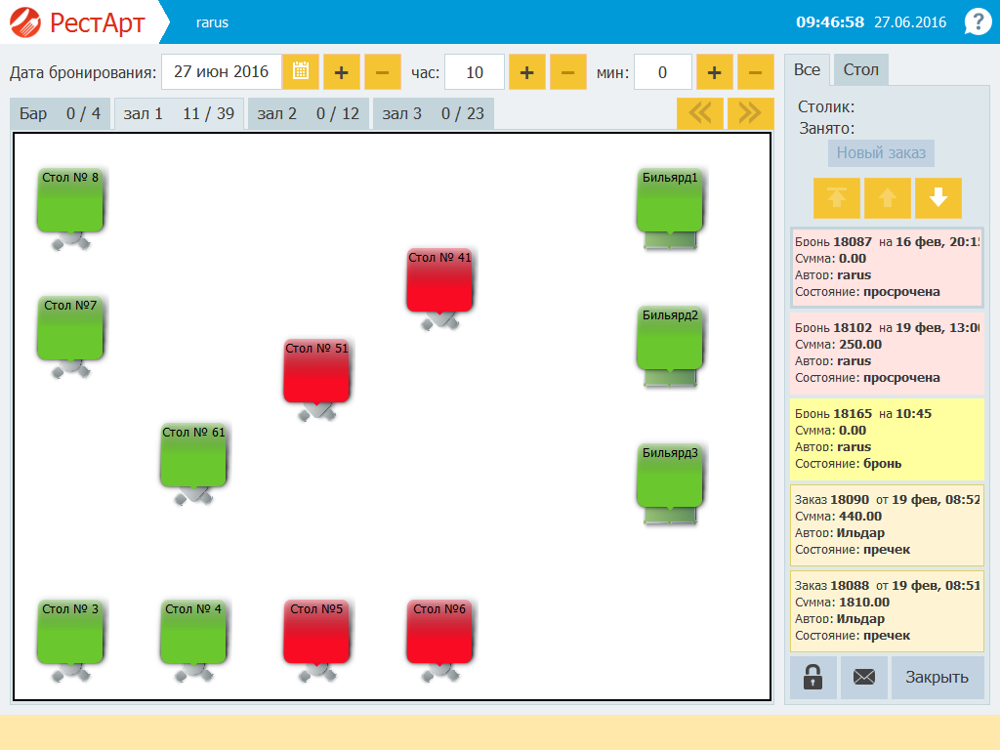 РестАрт rarus 09:46:58 27.06.2016 ?
Дата бронирования: 27 июн 2016 + − час: 10 + − мин: 0 + −
Бар 0 / 4 зал 1 11 / 39 зал 2 0 / 12 зал 3 0 / 23
Стол № 8
Бильярд1
Стол № 41
Стол №7
Бильярд2
Стол № 51
Стол № 61
Бильярд3
Стол № 3
Стол № 4
Стол №5
Стол №6
Все Стол
Столик:
Занято:
Новый заказ
Бронь 18087 на 16 фев, 20:15
Сумма: 0.00
Автор: rarus
Состояние: просрочена
Бронь 18102 на 19 фев, 13:00
Сумма: 250.00
Автор: rarus
Состояние: просрочена
Бронь 18165 на 10:45
Сумма: 0.00
Автор: rarus
Состояние: бронь
Заказ 18090 от 19 фев, 08:52
Сумма: 440.00
Автор: Ильдар
Состояние: пречек
Заказ 18088 от 19 фев, 08:51
Сумма: 1810.00
Автор: Ильдар
Состояние: пречек
Закрыть